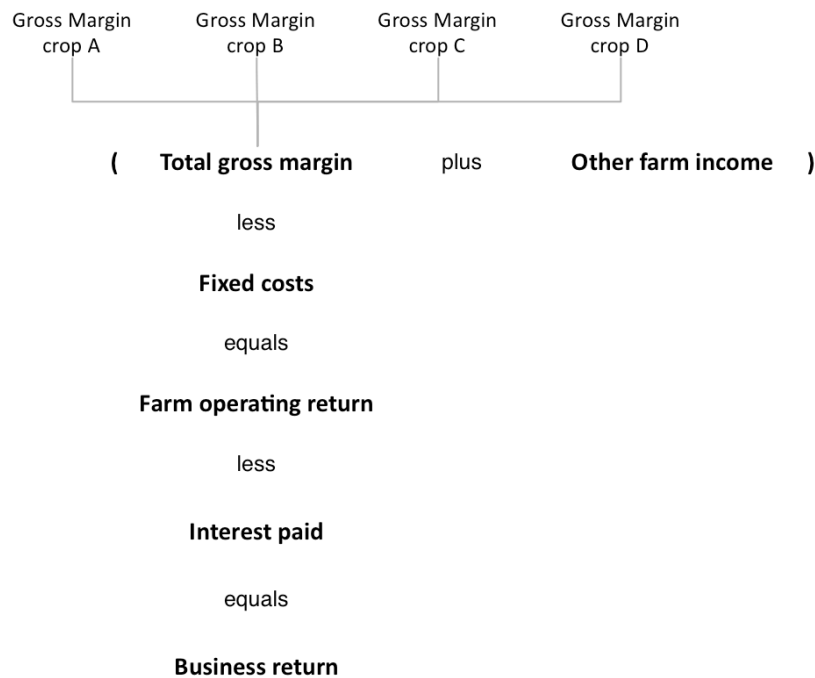 Gross Margin Gross Margin Gross Margin Gross Margin
crop A crop B crop C crop D
( Total gross margin plus Other farm income )
less
Fixed costs
equals
Farm operating return
less
Interest paid
equals
Business return